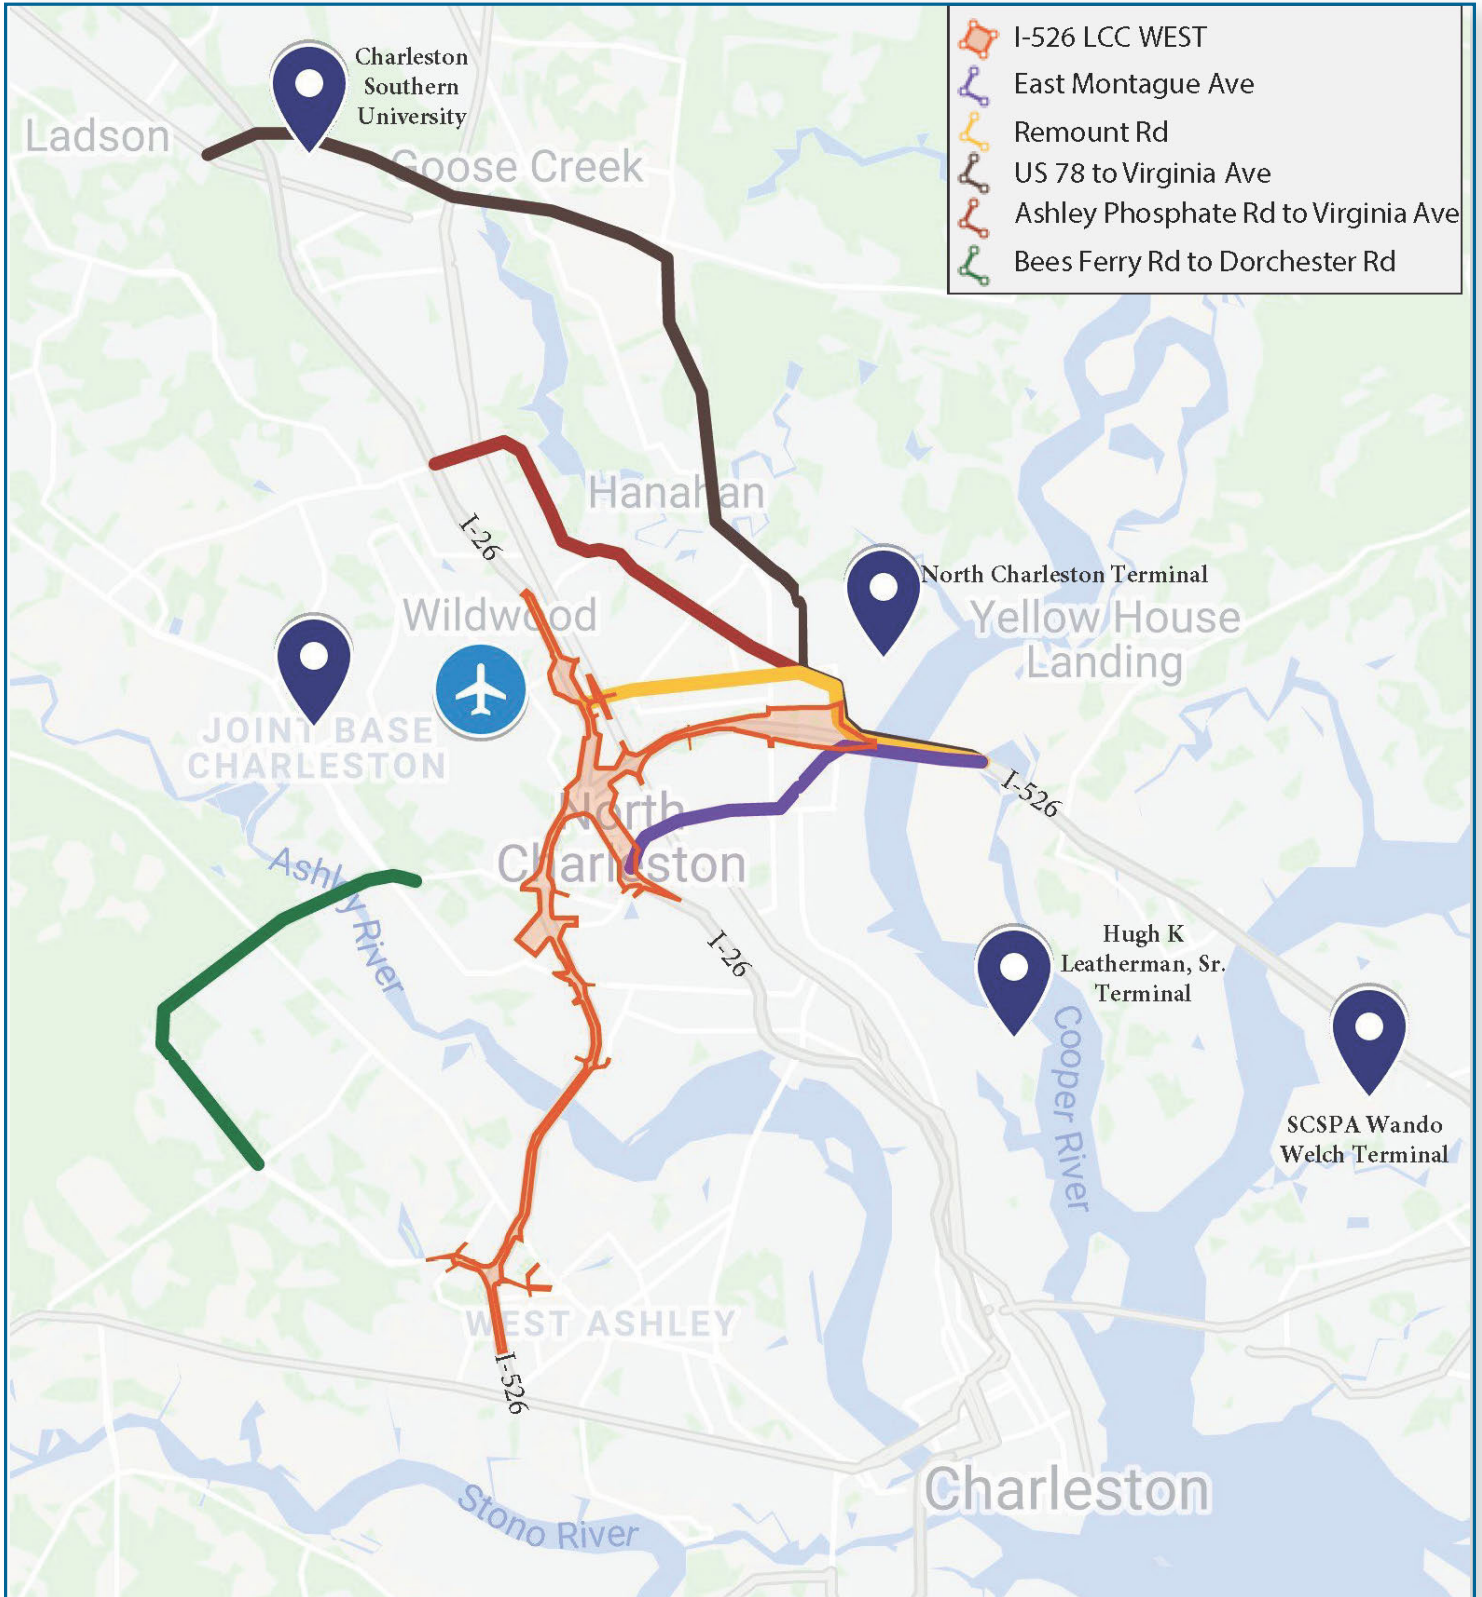 I-526 LCC WEST
East Montague Ave
Remount Rd
US 78 to Virginia Ave
Ashley Phosphate Rd to Virginia Ave
Bees Ferry Rd to Dorchester Rd
Charleston
Southern
University
Ladson
Goose Creek
Hanahan
I-26
North Charleston Terminal
Wildwood
Yellow House
Landing
JOINT BASE
CHARLESTON
I-526
North
Charleston
Ashley River
I-26
Hugh K
Leatherman, Sr.
Terminal
Cooper River
SCSPA Wando
Welch Terminal
WEST ASHLEY
I-526
Charleston
Stono River